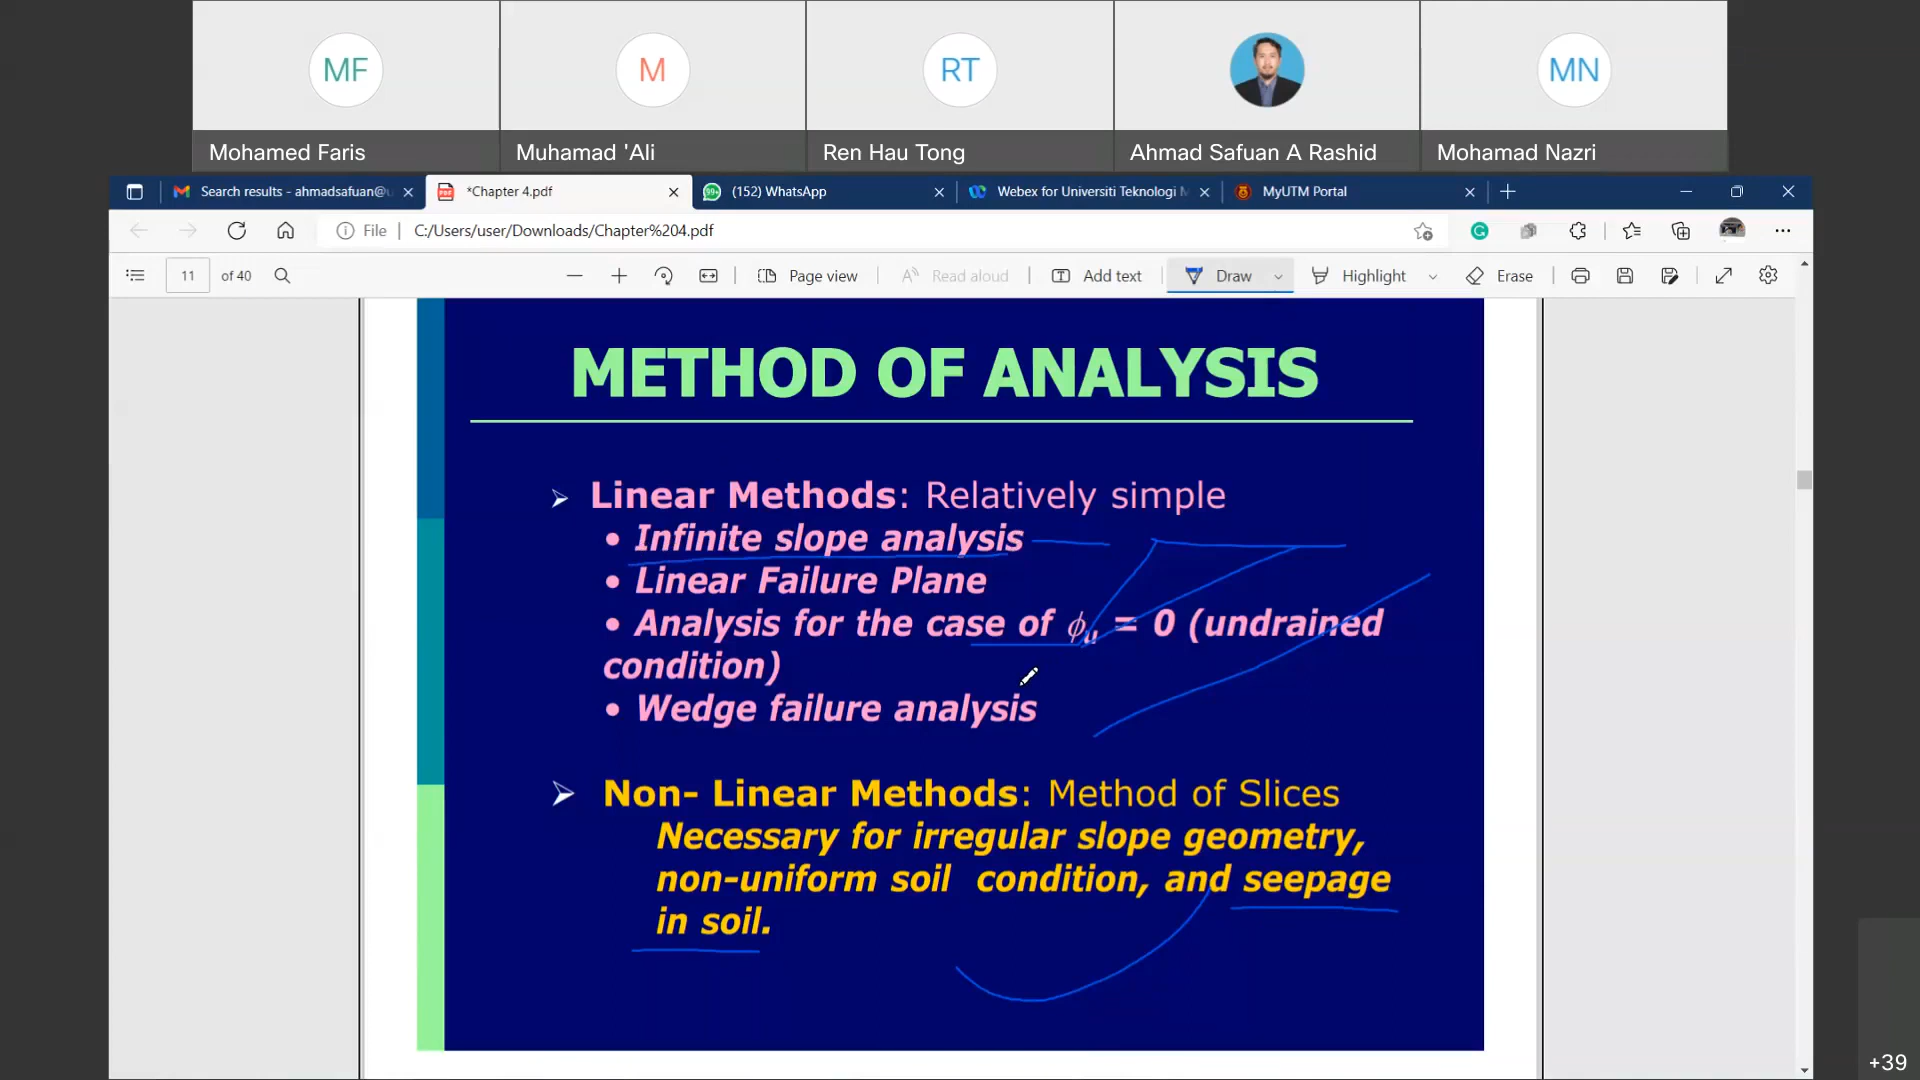 MF
M
RT
MN
Mohamed Faris
Muhamad 'Ali
Ren Hau Tong
Ahmad Safuan A Rashid
Mohamad Nazri
Search results - ahmadsafuan@
*Chapter 4.pdf
99+
(152) WhatsApp
Webex for Universiti Teknologi M
MyUTM Portal
File
C:/Users/user/Downloads/Chapter%204.pdf
11
of 40
Page view
Read aloud
Add text
Draw
Highlight
Erase
METHOD OF ANALYSIS
➢ Linear Methods: Relatively simple
• Infinite slope analysis
• Linear Failure Plane
• Analysis for the case of ϕu = 0 (undrained
condition)
• Wedge failure analysis
➢ Non- Linear Methods: Method of Slices
Necessary for irregular slope geometry,
non-uniform soil condition, and seepage
in soil.
+39